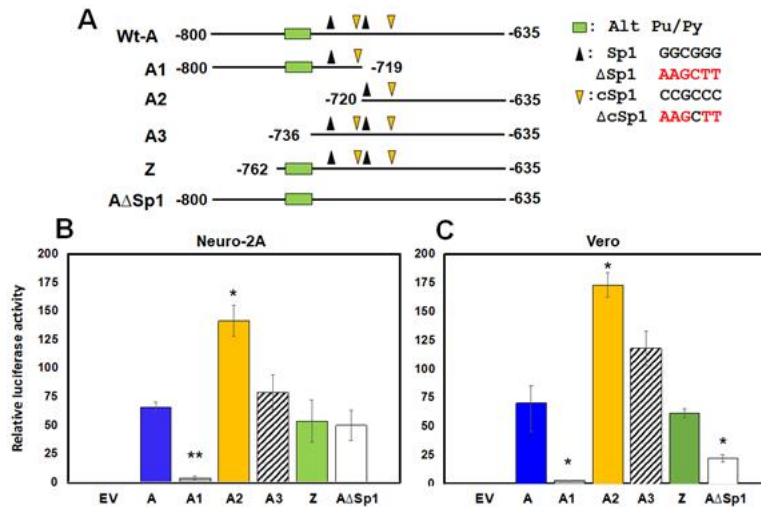 A
Wt-A -800 -635
A1 -800 -719
A2 -720 -635
A3 -736 -635
Z -762 -635
AΔSp1 -800 -635
: Alt Pu/Py
: Sp1 GGCGGG
ΔSp1 AAGCTT
:cSp1 CCGCCC
ΔcSp1 AAGCTT
B
Neuro-2A
Relative luciferase activity
200
175
150
125
100
75
50
25
0
*
**
EV A A1 A2 A3 Z AΔSp1
C
Vero
200
175
150
125
100
75
50
25
0
*
*
*
EV A A1 A2 A3 Z AΔSp1